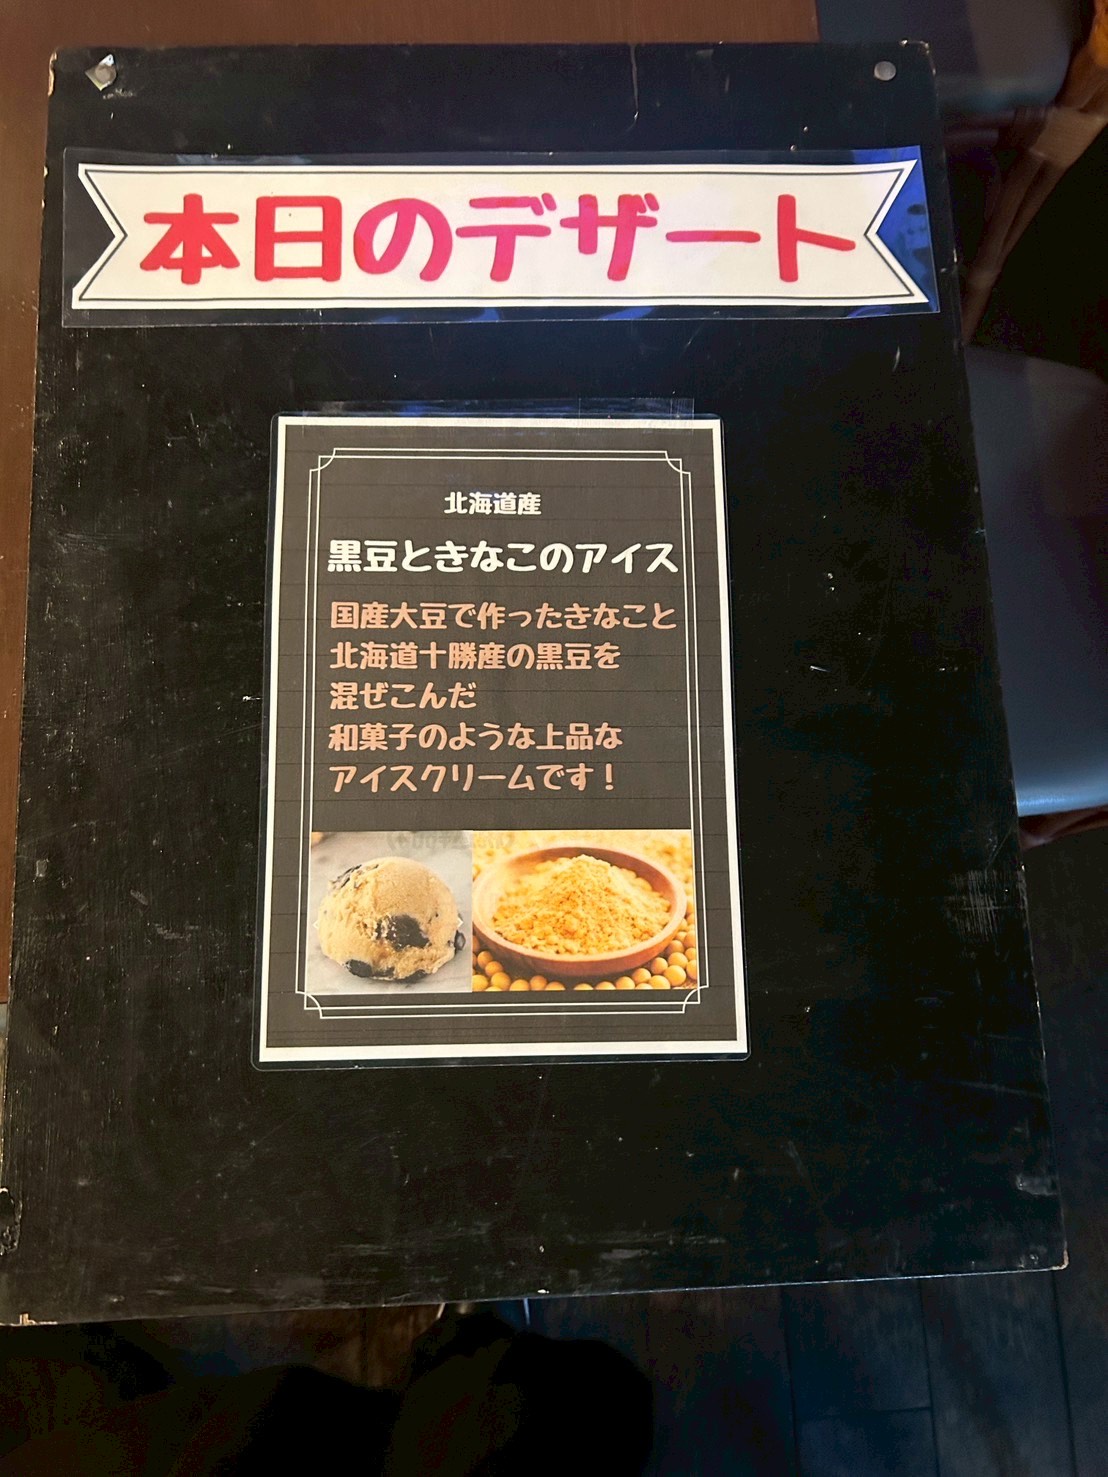 本日のデザート
北海道産
黒豆ときなこのアイス
国産大豆で作ったきなこと
北海道十勝産の黒豆を
混ぜこんだ
和菓子のような上品な
アイスクリームです！